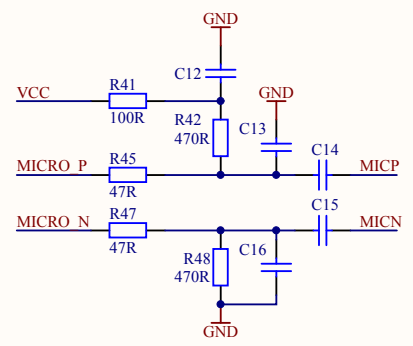 GND
C12
R41
VCC
100R
GND
R42
470R
C13
C14
MICRO_P
R45
47R
MICP
C15
MICRO_N
R47
47R
MICN
R48
470R
C16
GND